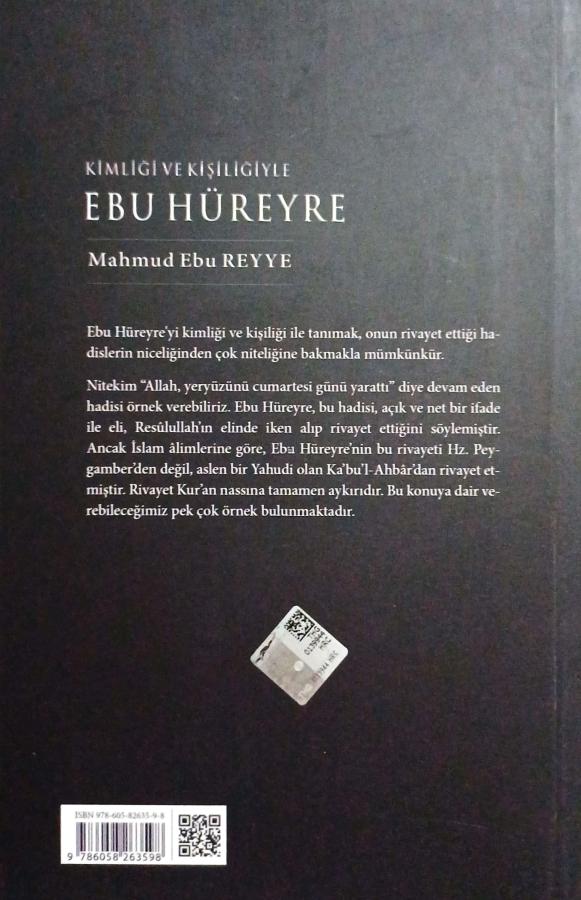 KİMLİĞİ VE KİŞİLİĞİYLE
EBU HÜREYRE
Mahmud Ebu REYYE
Ebu Hüreyre'yi kimliği ve kişiliği ile tanımak, onun rivayet ettiği ha-
dislerin niceliğinden çok niteliğine bakmakla mümkünkür.
Nitekim “Allah, yeryüzünü cumartesi günü yarattı” diye devam eden
hadisi örnek verebiliriz. Ebu Hüreyre, bu hadisi, açık ve net bir ifade
ile eli, Resûlullah'ın elinde iken alıp rivayet ettiğini söylemiştir.
Ancak İslam âlimlerine göre, Ebu Hüreyre'nin bu rivayeti Hz. Pey-
gamber'den değil, aslen bir Yahudi olan Ka'bu'l-Ahbâr'dan rivayet et-
miştir. Rivayet Kur'an nassına tamamen aykırıdır. Bu konuya dair ve-
rebileceğimiz pek çok örnek bulunmaktadır.
ISBN 978-605-82635-9-8
9 786058 263598